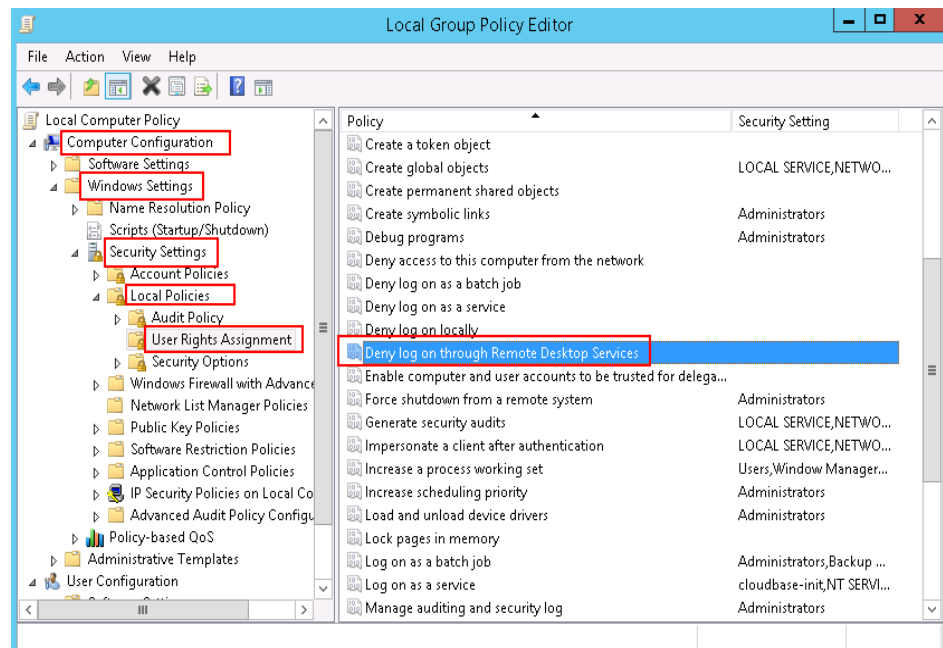 Local Group Policy Editor
File Action View Help
Local Computer Policy
Computer Configuration
Software Settings
Windows Settings
Name Resolution Policy
Scripts (Startup/Shutdown)
Security Settings
Account Policies
Local Policies
Audit Policy
User Rights Assignment
Security Options
Windows Firewall with Advance
Network List Manager Policies
Public Key Policies
Software Restriction Policies
Application Control Policies
IP Security Policies on Local Co
Advanced Audit Policy Configu
Policy-based QoS
Administrative Templates
User Configuration
Policy Security Setting
Create a token object
Create global objects LOCAL SERVICE,NETWO...
Create permanent shared objects
Create symbolic links Administrators
Debug programs Administrators
Deny access to this computer from the network
Deny log on as a batch job
Deny log on as a service
Deny log on locally
Deny log on through Remote Desktop Services
Enable computer and user accounts to be trusted for delega...
Force shutdown from a remote system Administrators
Generate security audits LOCAL SERVICE,NETWO...
Impersonate a client after authentication LOCAL SERVICE,NETWO...
Increase a process working set Users,Window Manager...
Increase scheduling priority Administrators
Load and unload device drivers Administrators
Lock pages in memory
Log on as a batch job Administrators,Backup ...
Log on as a service cloudbase-init,NT SERVI...
Manage auditing and security log Administrators